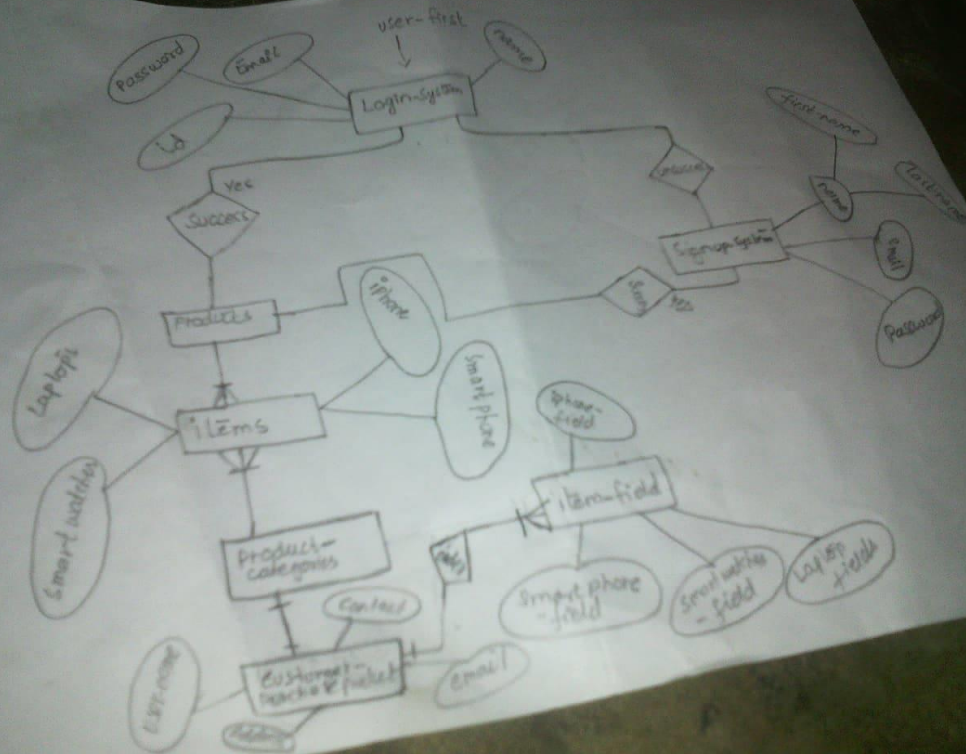 user-first
Password
Email
name
Login-system
id
first-name
Yes
Success
name
Signup-system
Email
Products
iphone
Password
Laptops
items
smart phone
iphone-
field
item-field
smart watches
Product-
categories
Contact
smart phone
-field
smart watches
-field
Laptop
fields
email
user-name